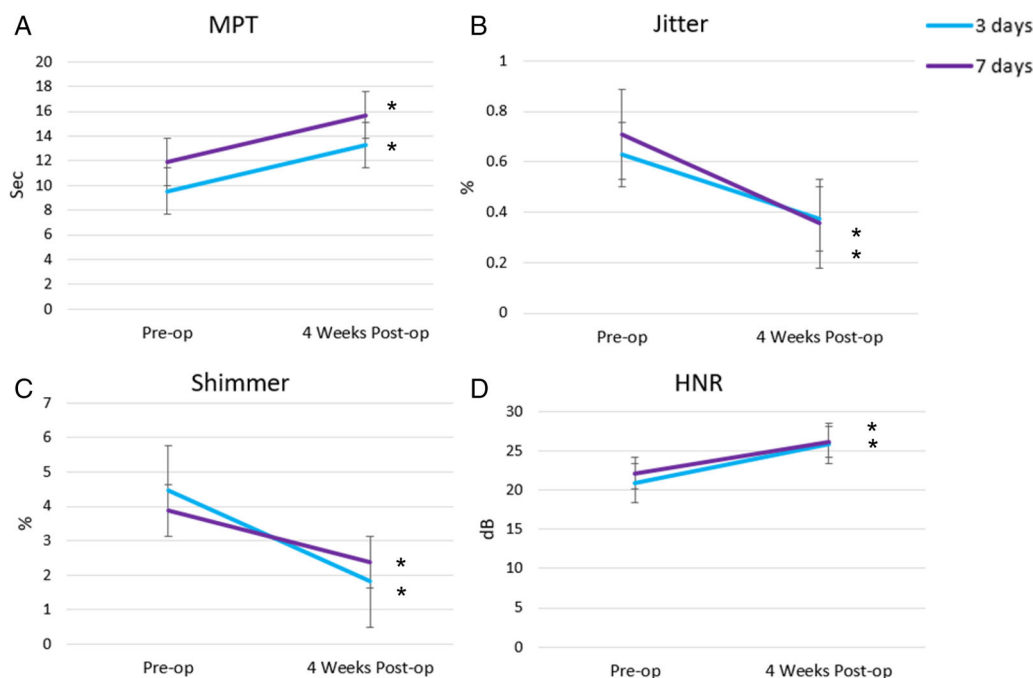 A
MPT
Sec
20
18
16
14
12
10
8
6
4
2
0
*
*
Pre-op
4 Weeks Post-op
B
Jitter
%
1
0.8
0.6
0.4
0.2
0
*
*
Pre-op
4 Weeks Post-op
3 days
7 days
C
Shimmer
%
7
6
5
4
3
2
1
0
*
*
Pre-op
4 Weeks Post-op
D
HNR
dB
30
25
20
15
10
5
0
*
*
Pre-op
4 Weeks Post-op